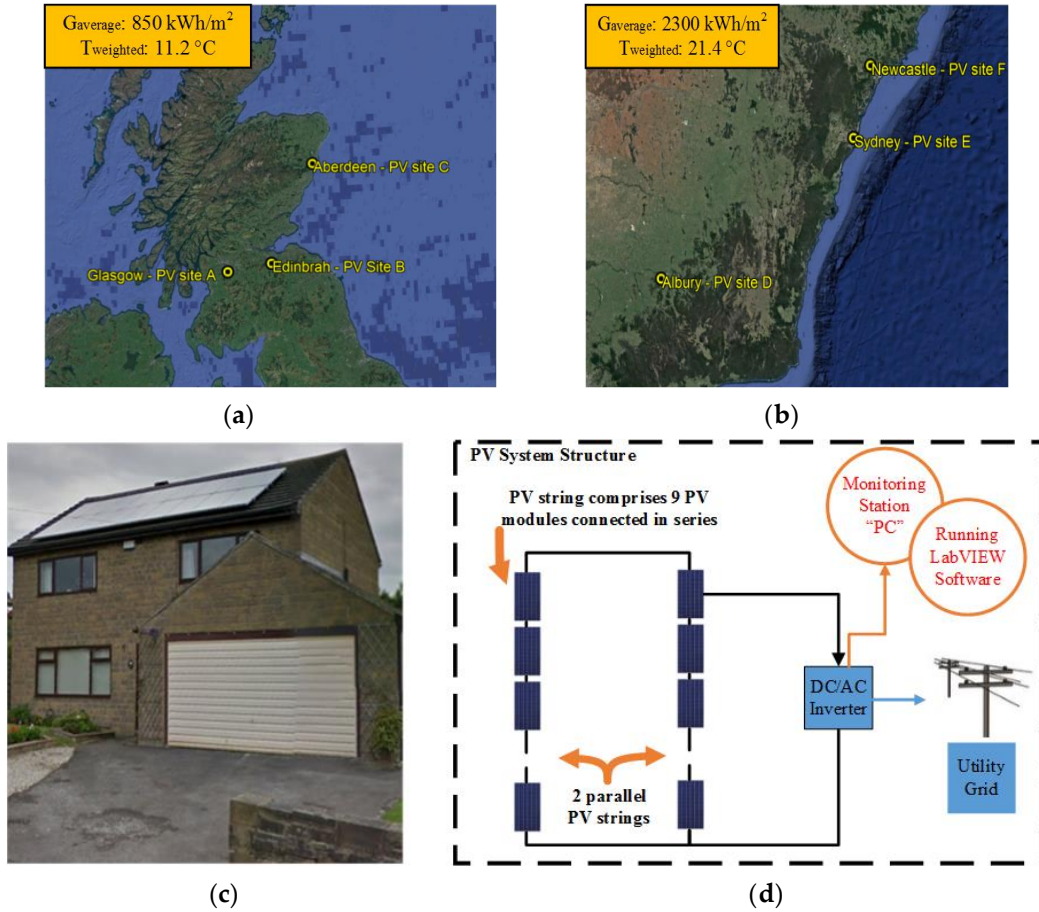 Gaverage: 850 kWh/m²
Tweighted: 11.2 °C
Aberdeen - PV site C
Glasgow - PV site A
Edinbrah - PV Site B
(a)
Gaverage: 2300 kWh/m²
Tweighted: 21.4 °C
Newcastle - PV site F
Sydney - PV site E
Albury - PV site D
(b)
(c)
PV System Structure
PV string comprises 9 PV
modules connected in series
Monitoring
Station
“PC”
Running
LabVIEW
Software
DC/AC
Inverter
2 parallel
PV strings
Utility
Grid
(d)